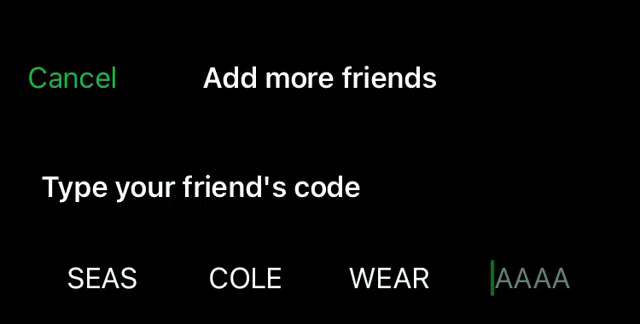 Cancel Add more friends
Type your friend's code
SEAS COLE WEAR AAAA